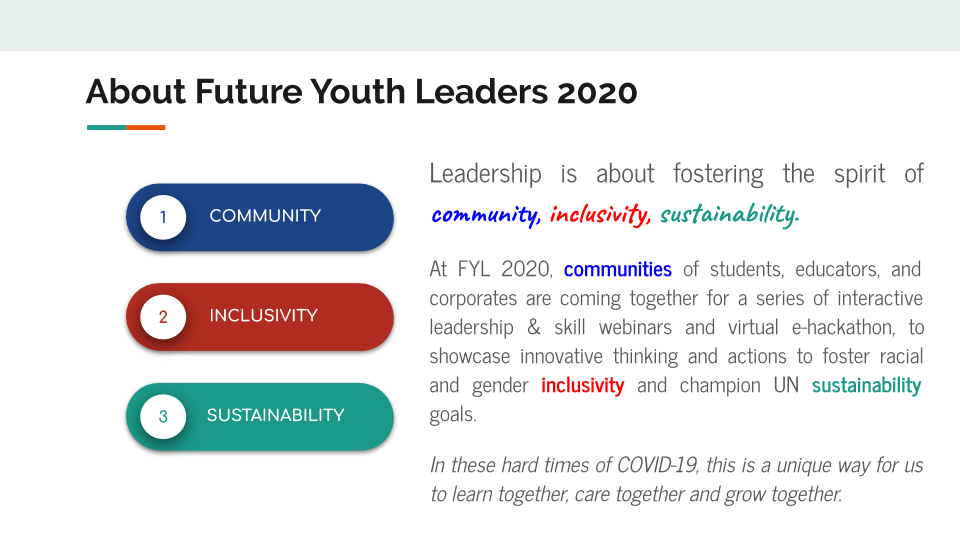 About Future Youth Leaders 2020
1 COMMUNITY
2 INCLUSIVITY
3 SUSTAINABILITY
Leadership is about fostering the spirit of
community, inclusivity, sustainability.
At FYL 2020, communities of students, educators, and
corporates are coming together for a series of interactive
leadership & skill webinars and virtual e-hackathon, to
showcase innovative thinking and actions to foster racial
and gender inclusivity and champion UN sustainability
goals.
In these hard times of COVID-19, this is a unique way for us
to learn together, care together and grow together.